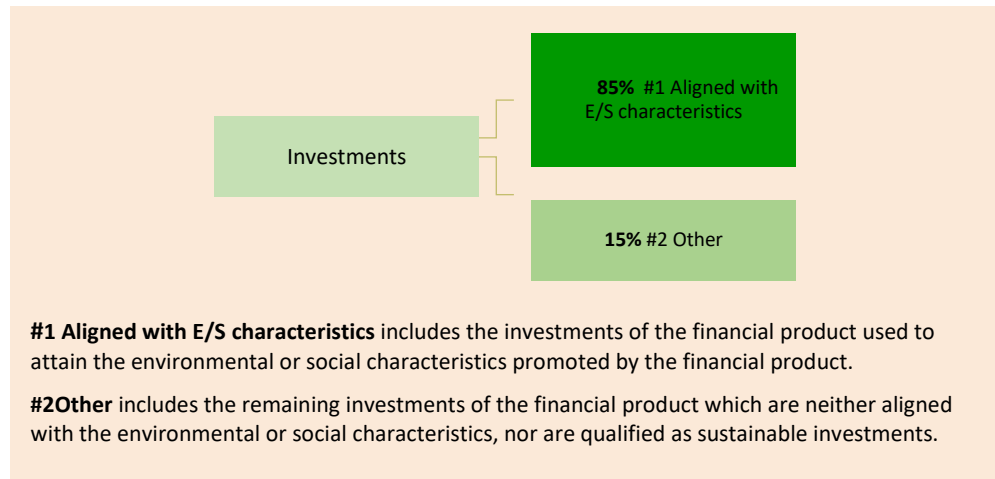 85% #1 Aligned with
E/S characteristics
Investments
15% #2 Other
#1 Aligned with E/S characteristics includes the investments of the financial product used to
attain the environmental or social characteristics promoted by the financial product.
#2Other includes the remaining investments of the financial product which are neither aligned
with the environmental or social characteristics, nor are qualified as sustainable investments.